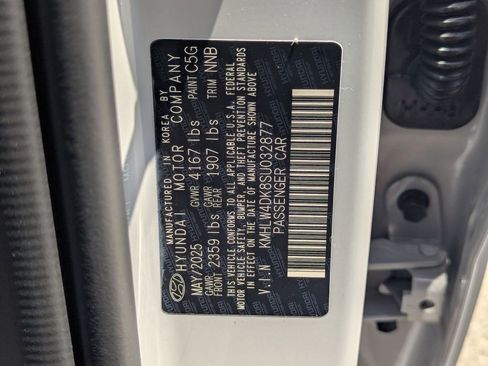 MANUFACTURED IN KOREA BY
HYUNDAI MOTOR COMPANY
MAY/2025 GVWR 4167 lbs PAINT C5G
GAWR FRONT 2359 lbs GAWR REAR 1907 lbs TRIM NNB
THIS VEHICLE CONFORMS TO ALL APPLICABLE U.S.A. FEDERAL
MOTOR VEHICLE SAFETY, BUMPER AND THEFT PREVENTION STANDARDS
IN EFFECT ON THE DATE OF MANUFACTURE SHOWN ABOVE
V.I.N KMHLW4DK8SU032877
PASSENGER CAR